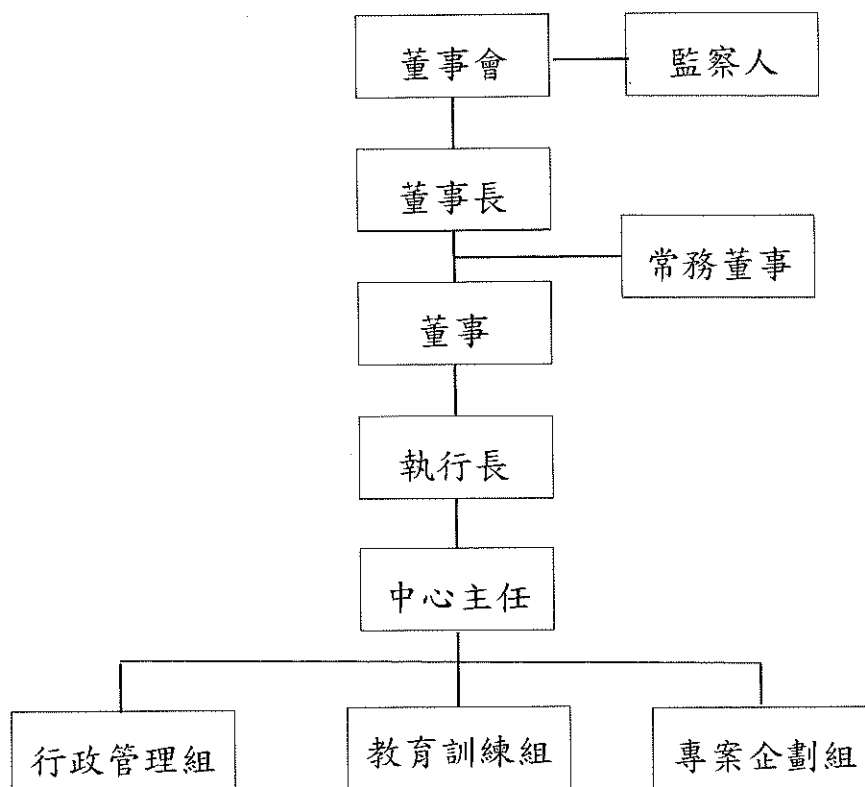 董事會
監察人
董事長
常務董事
董事
執行長
中心主任
行政管理組
教育訓練組
專案企劃組